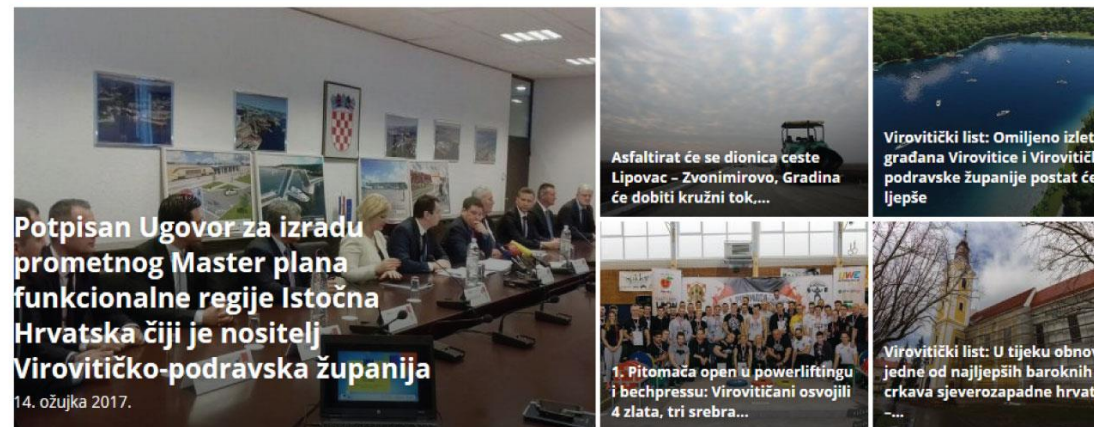 Potpisan Ugovor za izradu
prometnog Master plana
funkcionalne regije Istočna
Hrvatska čiji je nositelj
Virovitičko-podravska županija
14. ožujka 2017.
Asfaltirat će se dionica ceste
Lipovac – Zvonimirovo, Gradina
će dobiti kružni tok,...
Virovitički list: Omiljeno izlet
građana Virovitice i Virovitič
podravske županije postat će
ljepše
1. Pitomača open u powerliftingu
i bechpressu: Virovitičani osvojili
4 zlata, tri srebra...
Virovitički list: U tijeku obnov
jedne od najljepših baroknih
crkava sjeverozapadne hrvat
–...